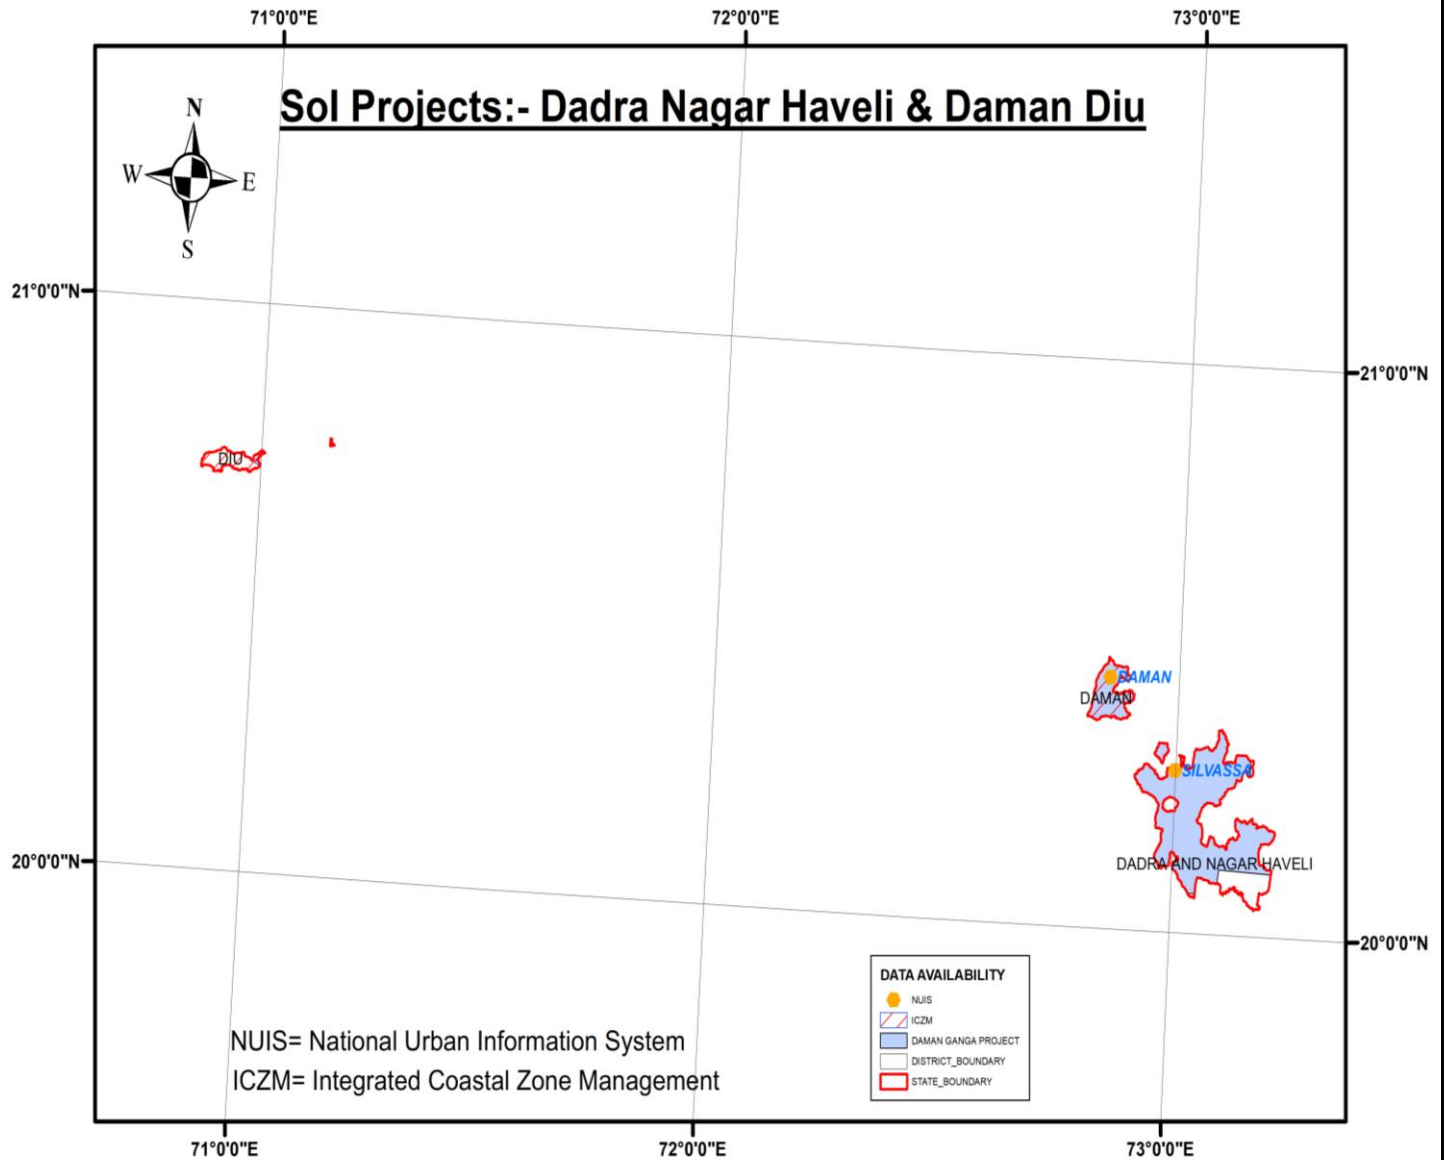 71°0'0"E
72°0'0"E
73°0'0"E
SoI Projects:- Dadra Nagar Haveli & Daman Diu
N
W
E
S
21°0'0"N
21°0'0"N
DIU
DAMAN
DAMAN
SILVASSA
20°0'0"N
DADRA AND NAGAR HAVELI
20°0'0"N
DATA AVAILABILITY
NUIS
ICZM
DAMAN GANGA PROJECT
DISTRICT_BOUNDARY
STATE_BOUNDARY
NUIS= National Urban Information System
ICZM= Integrated Coastal Zone Management
71°0'0"E
72°0'0"E
73°0'0"E